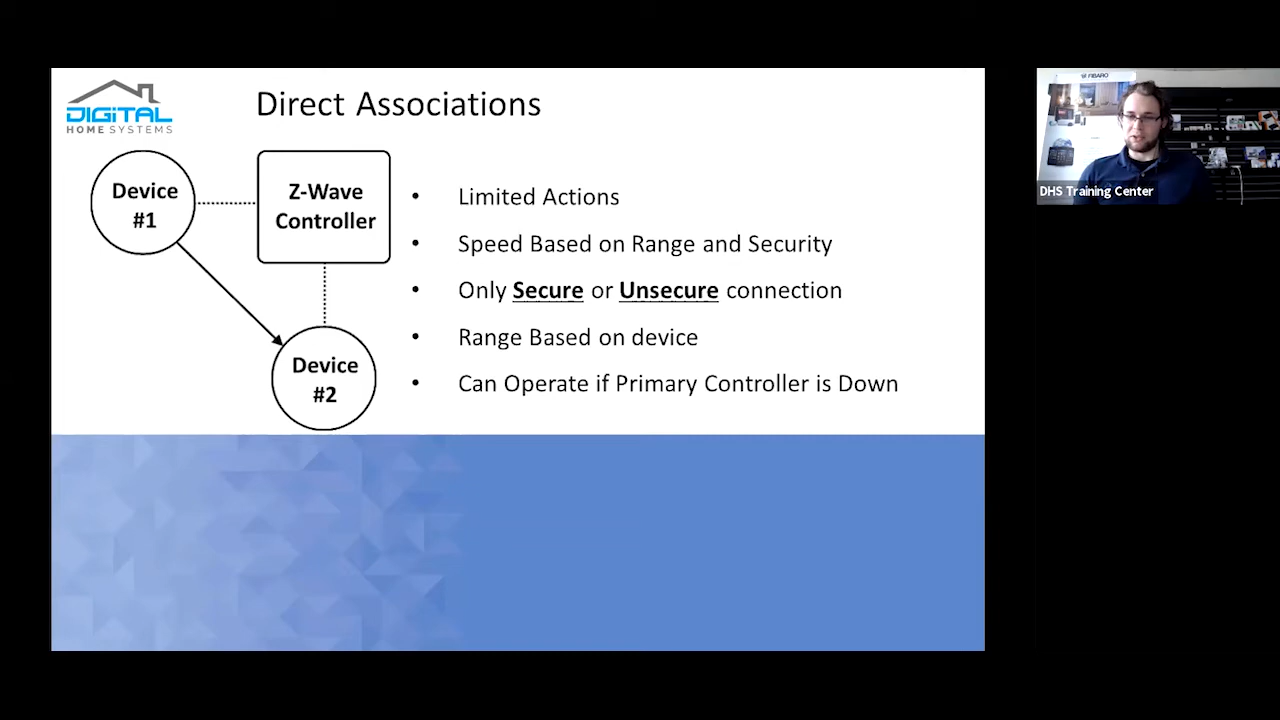 DIGITAL
HOME SYSTEMS
Direct Associations
Device
#1
Z-Wave
Controller
Device
#2
• Limited Actions
• Speed Based on Range and Security
• Only Secure or Unsecure connection
• Range Based on device
• Can Operate if Primary Controller is Down
FIBARO
DHS Training Center